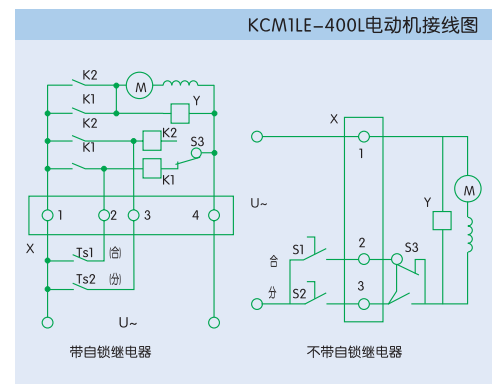 KCM1LE-400L电动机接线图
K2
M
K1
Y
K2
K2
K1
S3
K1
1
2
3
4
X
Ts1 (合)
Ts2 (分)
U~
带自锁继电器
X
1
U~
M
Y
S1
2
S3
合
分
S2
3
不带自锁继电器